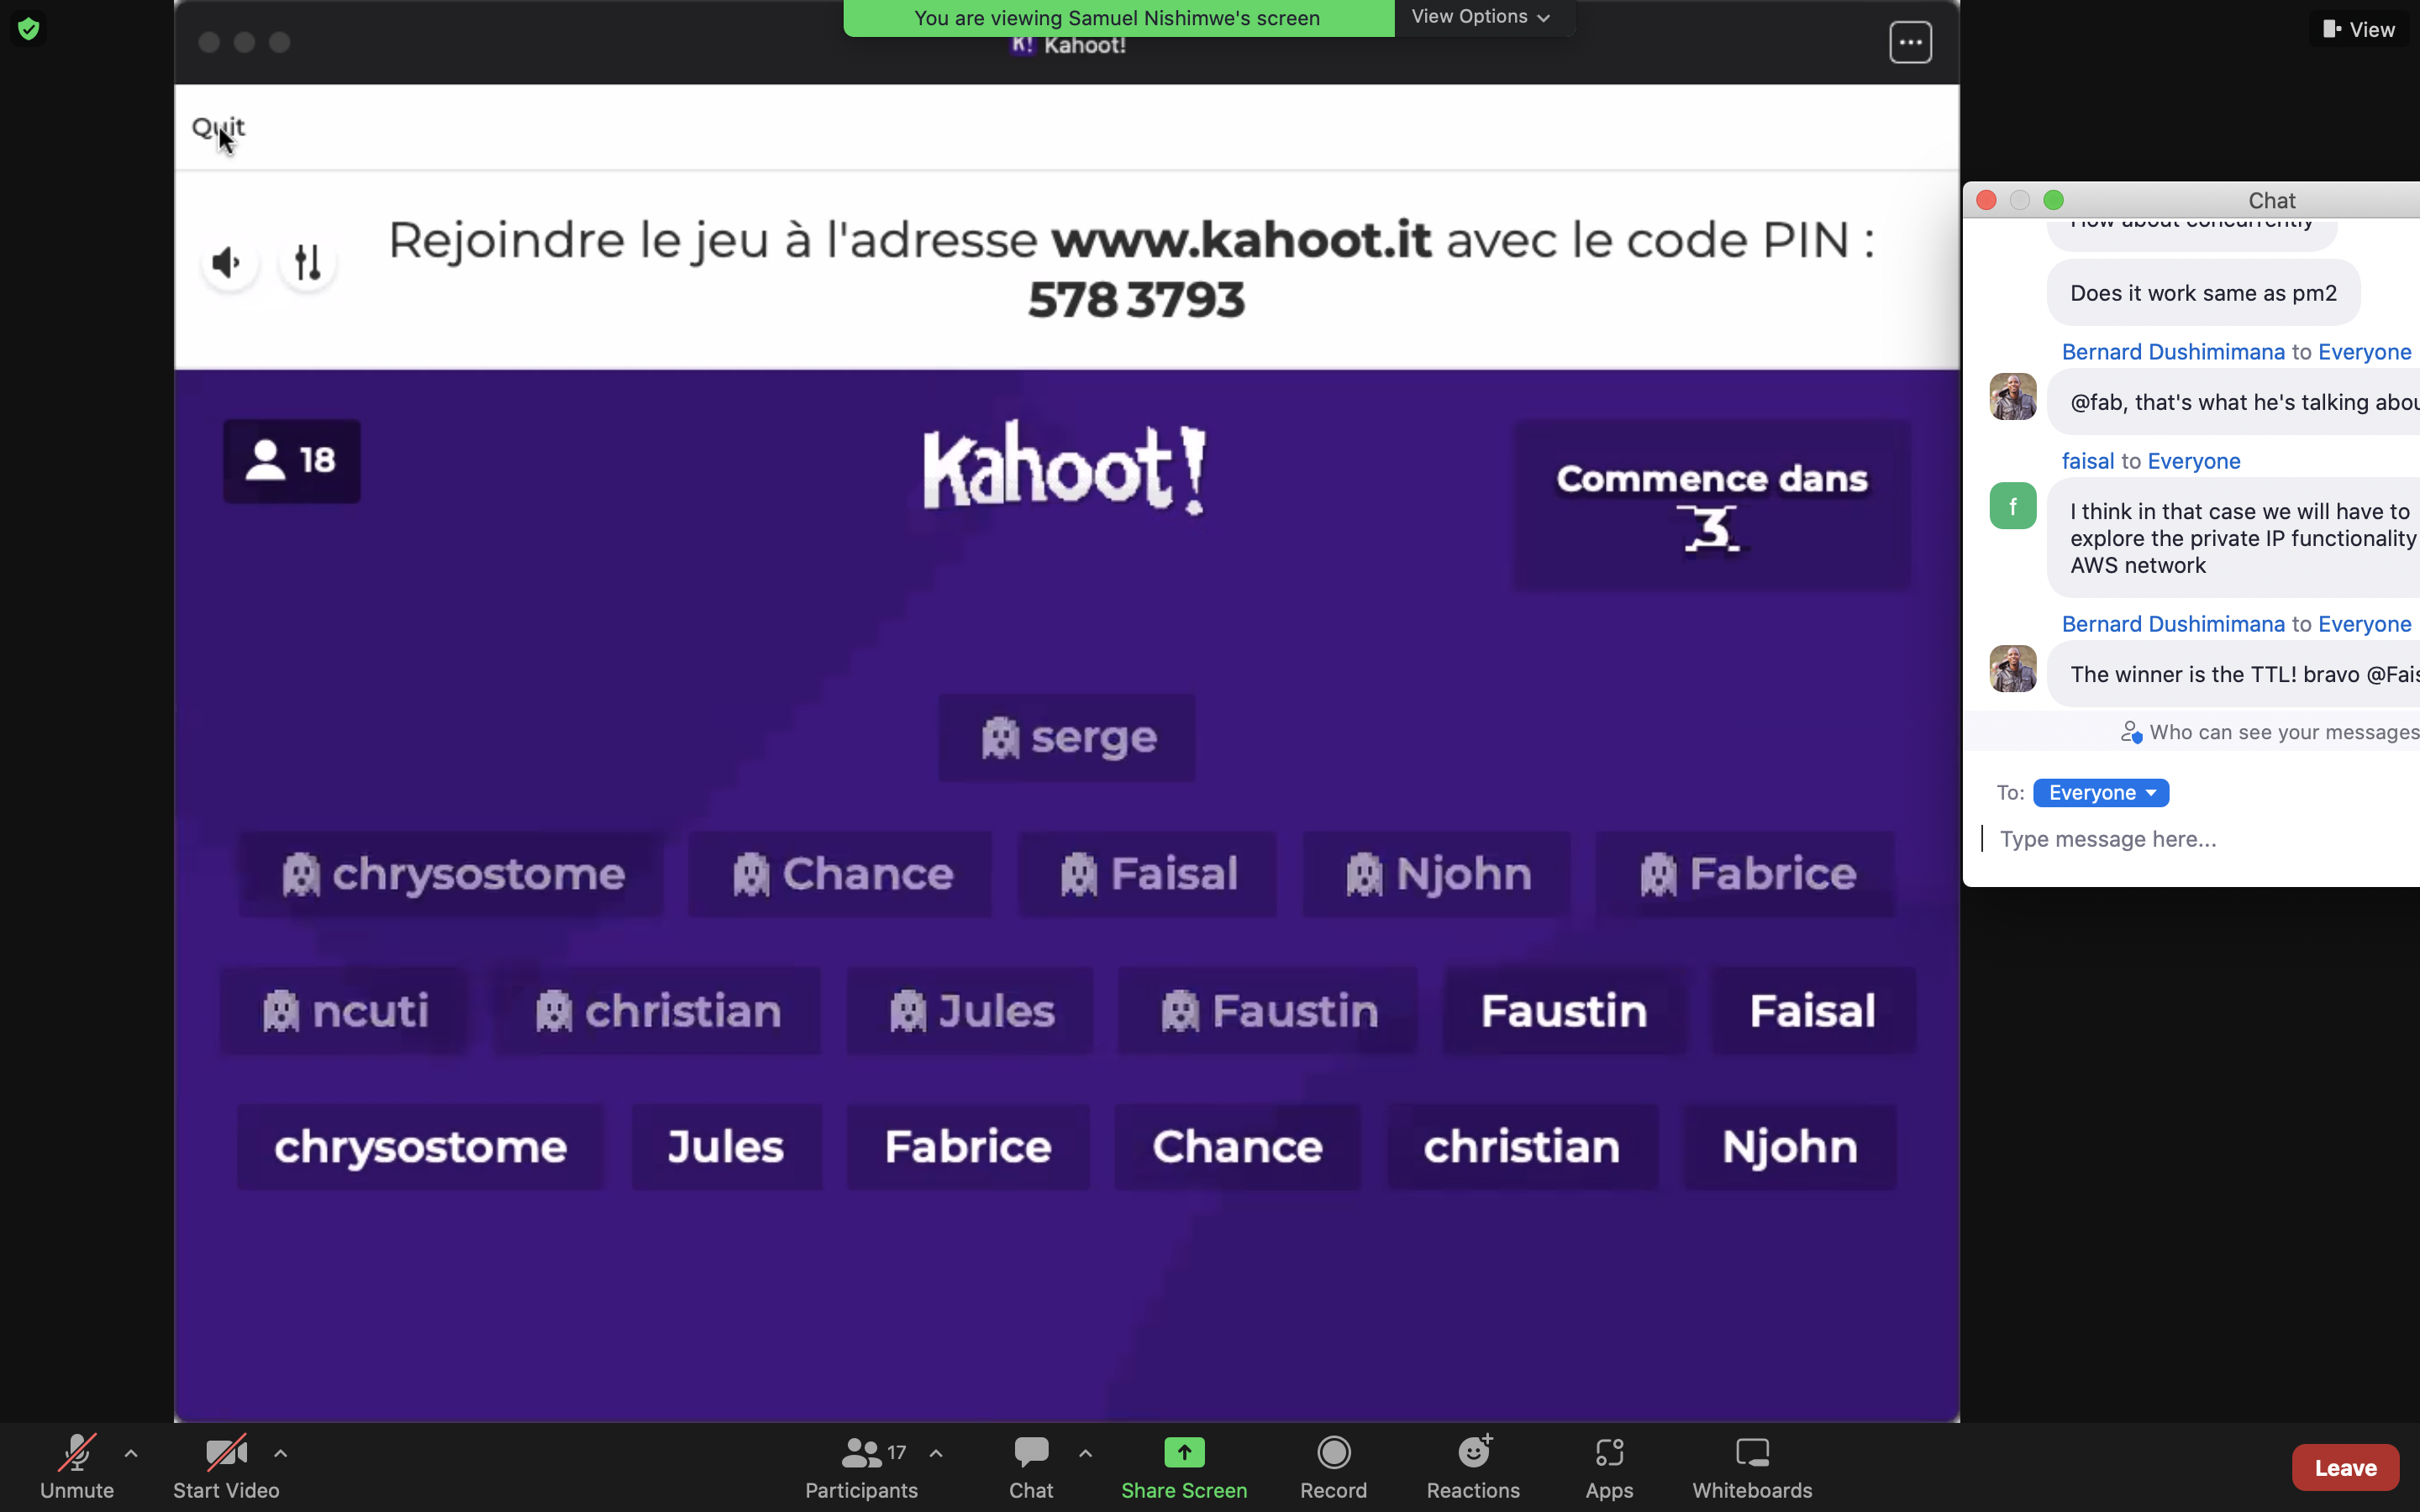 You are viewing Samuel Nishimwe's screen
View Options
View
Kahoot!
Quit
Rejoindre le jeu à l'adresse www.kahoot.it avec le code PIN :
578 3793
18
Kahoot!
Commence dans
3
serge
chrysostome Chance Faisal Njohn Fabrice
ncuti christian Jules Faustin Faustin Faisal
chrysostome Jules Fabrice Chance christian Njohn
Chat
How about concurrently
Does it work same as pm2
Bernard Dushimimana to Everyone
@fab, that's what he's talking abou
faisal to Everyone
f
I think in that case we will have to
explore the private IP functionality
AWS network
Bernard Dushimimana to Everyone
The winner is the TTL! bravo @Fais
Who can see your messages
To: Everyone
Type message here...
Unmute
Start Video
17
Participants
Chat
Share Screen
Record
Reactions
Apps
Whiteboards
Leave